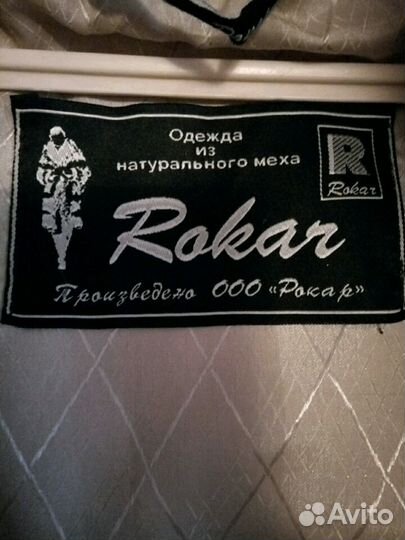 Одежда
из
натурального меха
R
Rokar
Rokar
Произведено ООО «Рокар»
Avito